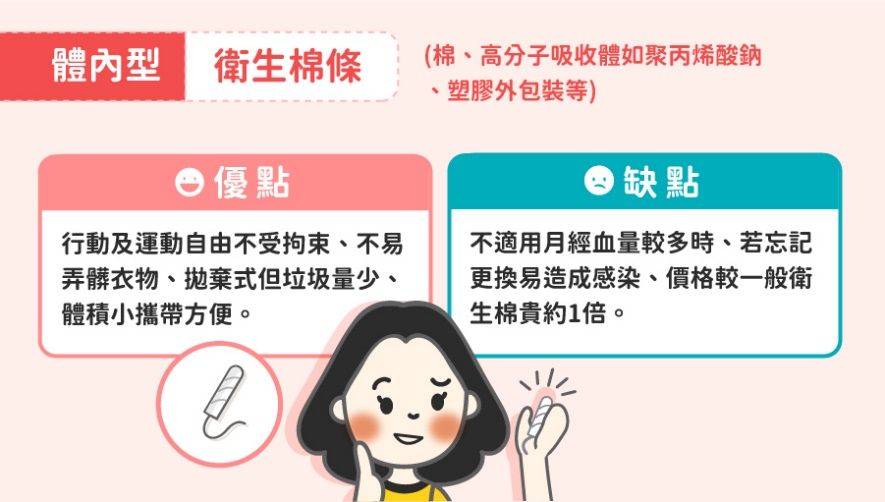 體內型 衛生棉條
(棉、高分子吸收體如聚丙烯酸鈉
、塑膠外包裝等)
優點
行動及運動自由不受拘束、不易
弄髒衣物、拋棄式但垃圾量少、
體積小攜帶方便。
缺點
不適用月經血量較多時、若忘記
更換易造成感染、價格較一般衛
生棉貴約1倍。